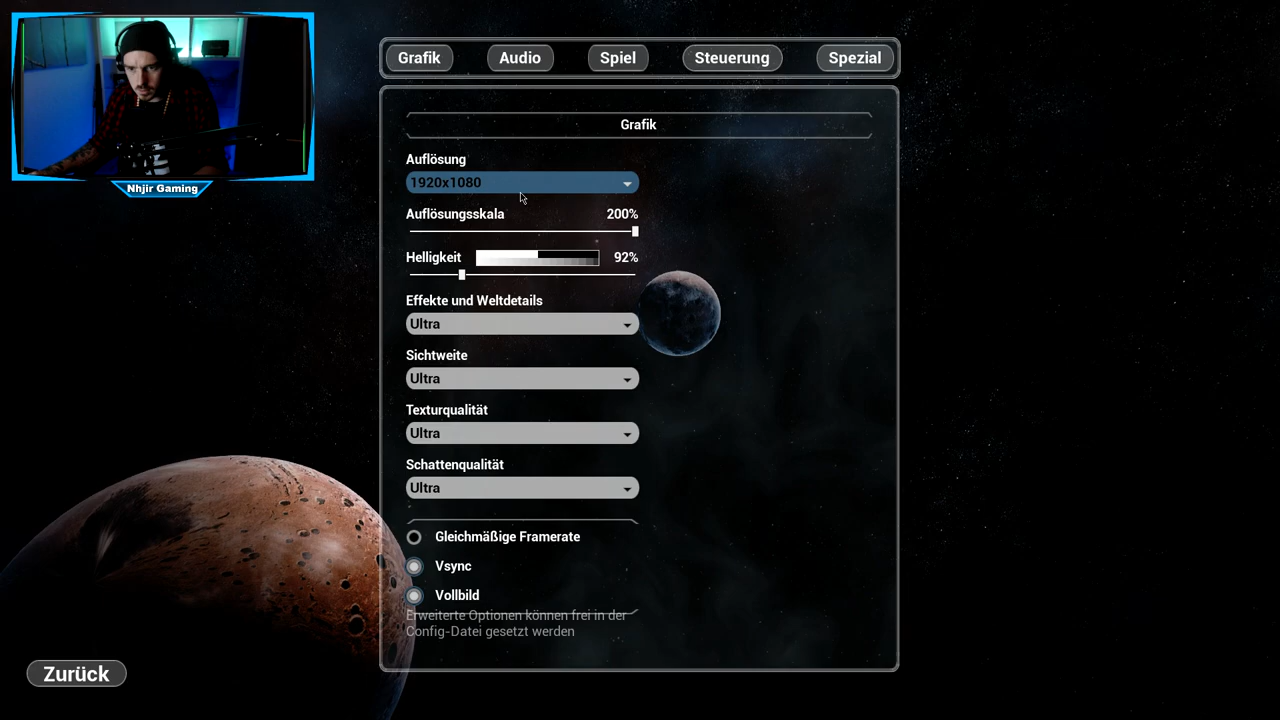 Grafik
Audio
Spiel
Steuerung
Spezial
Nhjir Gaming
Grafik
Auflösung
1920x1080
Auflösungsskala 200%
Helligkeit 92%
Effekte und Weltdetails
Ultra
Sichtweite
Ultra
Texturqualität
Ultra
Schattenqualität
Ultra
Gleichmäßige Framerate
Vsync
Vollbild
Erweiterte Optionen können frei in der
Config-Datei gesetzt werden
Zurück